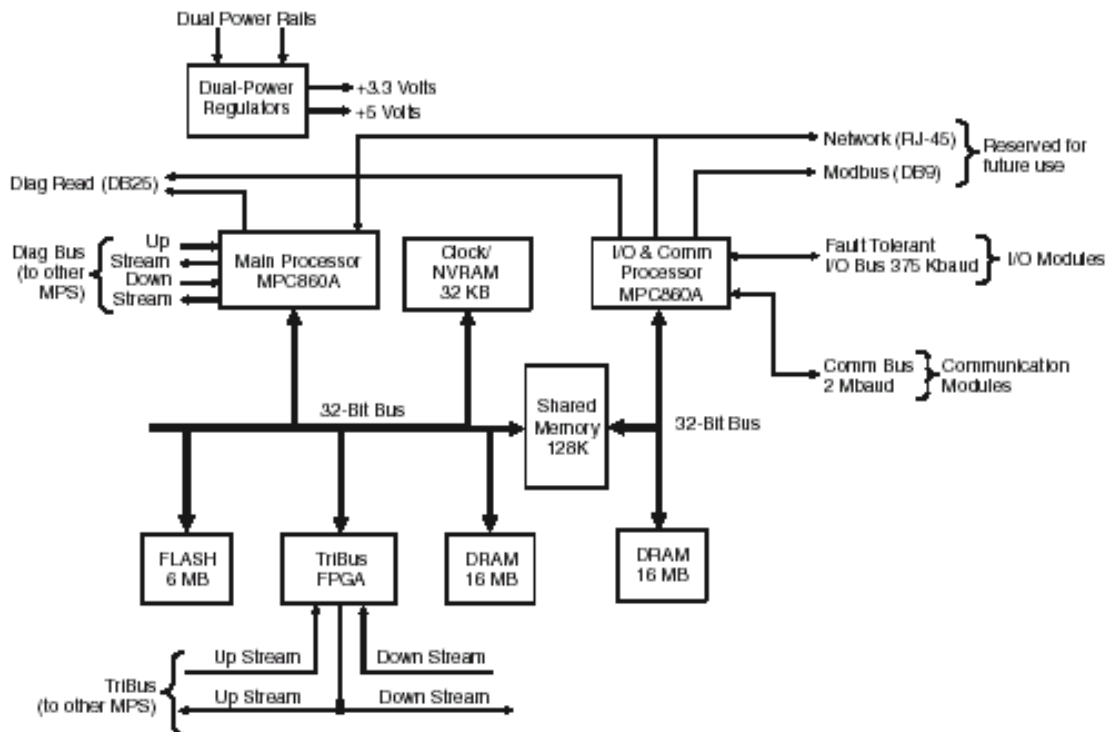 Dual Power Rails
Dual-Power
Regulators
+3.3 Volts
+5 Volts
Network (RJ-45)
Modbus (DB9)
Reserved for
future use
Diag Read (DB25)
Diag Bus
(to other
MPS)
Up
Stream
Down
Stream
Main Processor
MPC860A
Clock/
NVRAM
32 KB
I/O & Comm
Processor
MPC860A
Fault Tolerant
I/O Bus 375 Kbaud
I/O Modules
Comm Bus
2 Mbaud
Communication
Modules
32-Bit Bus
Shared
Memory
128K
32-Bit Bus
FLASH
6 MB
TriBus
FPGA
DRAM
16 MB
DRAM
16 MB
TriBus
(to other MPS)
Up Stream
Down Stream
Up Stream
Down Stream